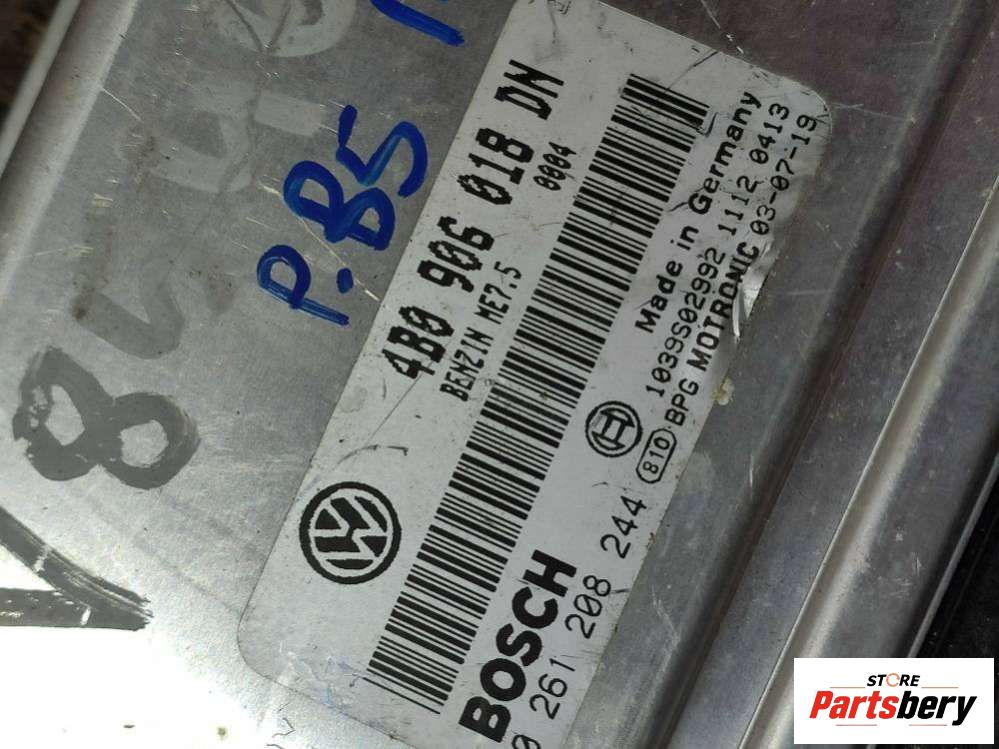 P.B5
4B0 906 018 DN
BENZIN ME7.5
0004
BOSCH
0 261 208 244
Made in Germany
1039S02992 1112 0413
810 BPG MOTRONIC 03-07-19
STORE
Partsbery